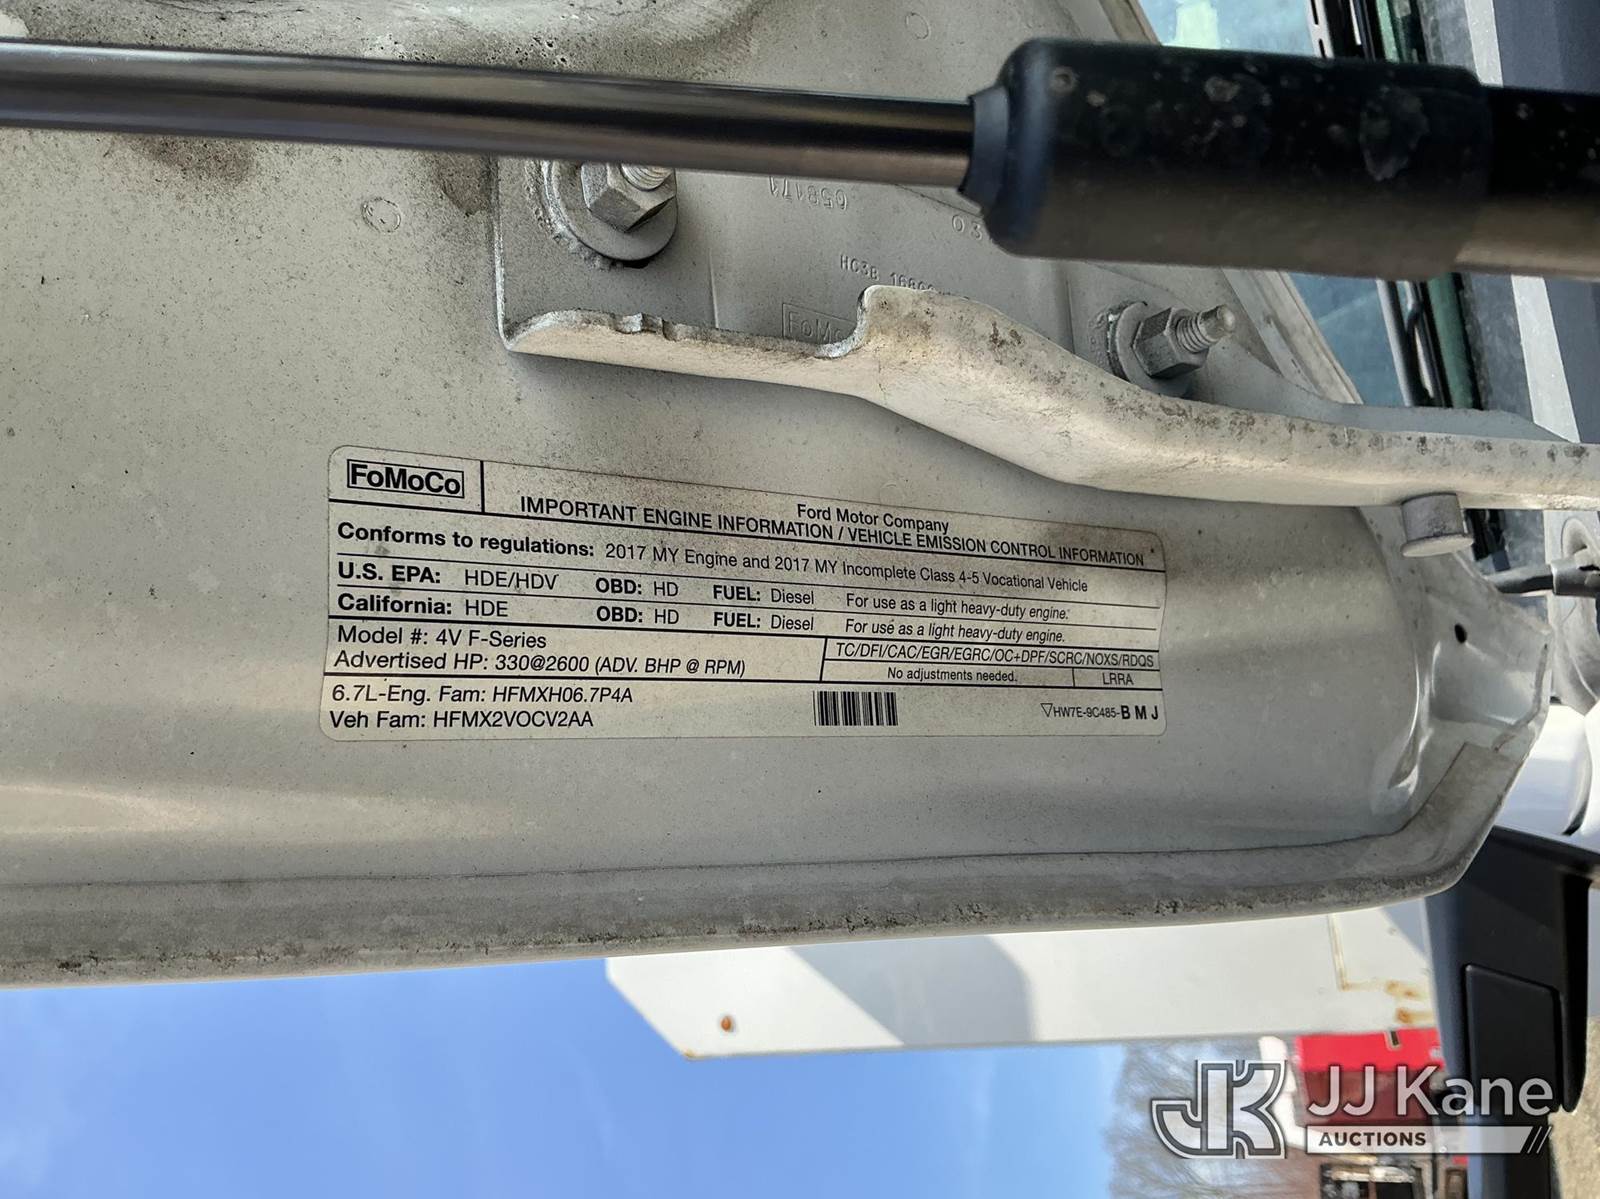 658171
03
HC3B
FoMoCo
Ford Motor Company
IMPORTANT ENGINE INFORMATION / VEHICLE EMISSION CONTROL INFORMATION
Conforms to regulations: 2017 MY Engine and 2017 MY Incomplete Class 4-5 Vocational Vehicle
U.S. EPA: HDE/HDV OBD: HD FUEL: Diesel For use as a light heavy-duty engine.
California: HDE OBD: HD FUEL: Diesel For use as a light heavy-duty engine.
Model #: 4V F-Series
Advertised HP: 330@2600 (ADV. BHP @ RPM)
TC/DFI/CAC/EGR/EGRC/OC+DPF/SCRC/NOXS/RDQS
No adjustments needed. LRRA
6.7L-Eng. Fam: HFMXH06.7P4A
Veh Fam: HFMX2VOCV2AA
HW7E-9C485-B M J
JK JJ Kane
AUCTIONS